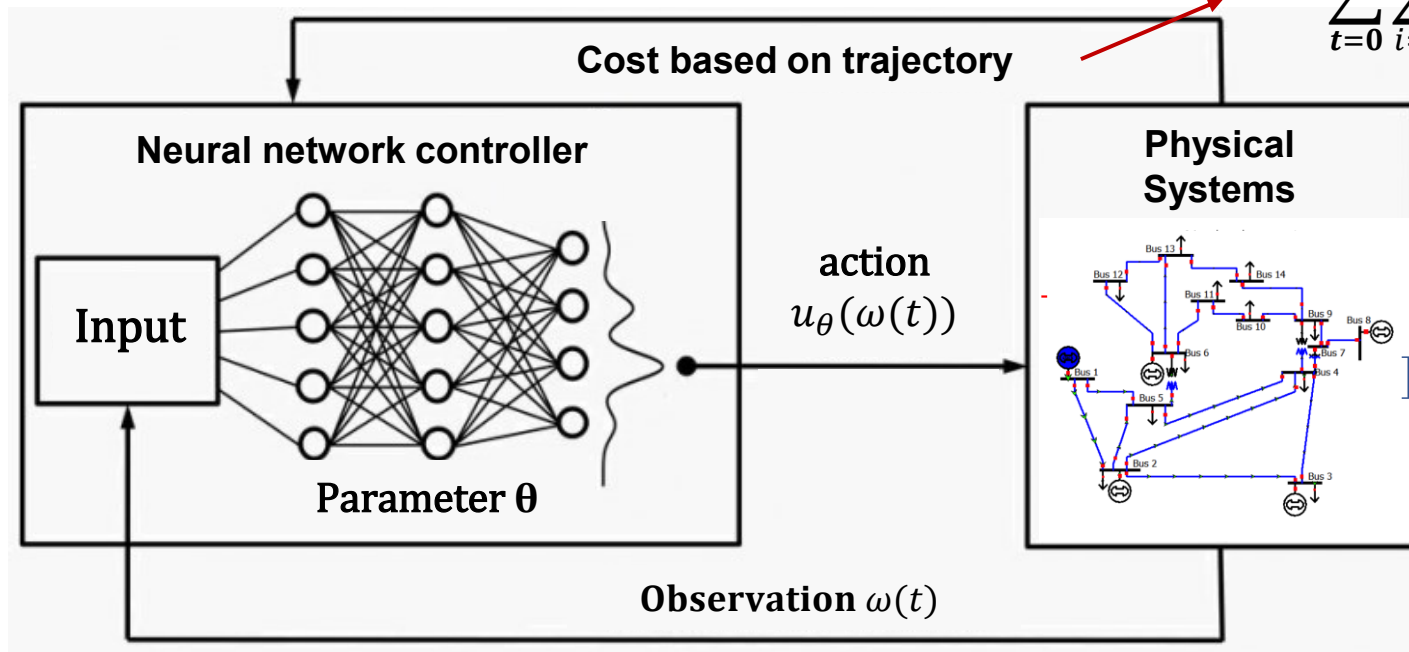 ∑ ∑
t=0 i=
Cost based on trajectory
Neural network controller
Physical
Systems
Input
Parameter θ
action
u_θ(ω(t))
Bus 13
Bus 12
Bus 14
Bus 11
Bus 10
Bus 9
Bus 8
Bus 7
Bus 6
Bus 1
Bus 4
Bus 5
Bus 2
Bus 3
Observation ω(t)